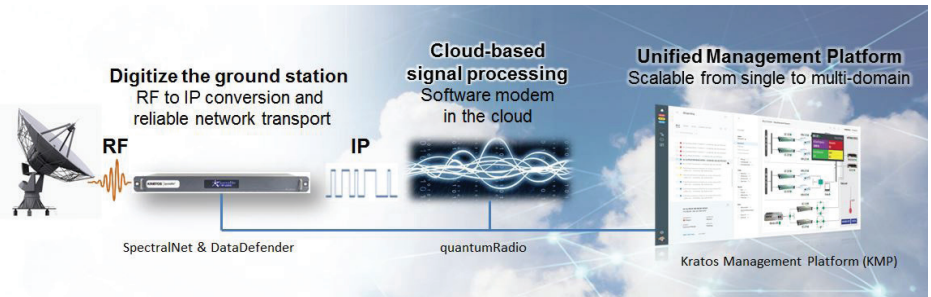 Digitize the ground station
RF to IP conversion and
reliable network transport
Cloud-based
signal processing
Software modem
in the cloud
Unified Management Platform
Scalable from single to multi-domain
RF
IP
KRATOS
SpectralNet & DataDefender
quantumRadio
Kratos Management Platform (KMP)